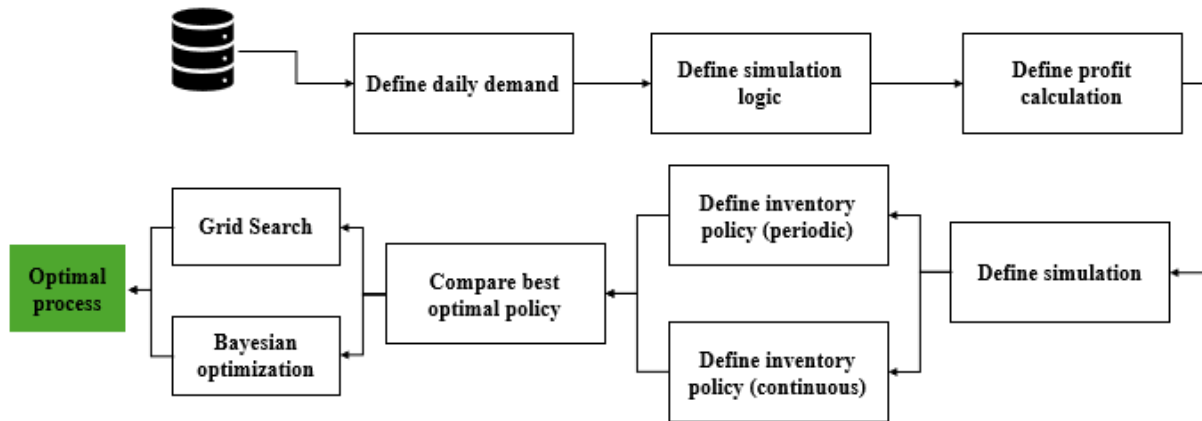 Define daily demand
Define simulation
logic
Define profit
calculation
Define simulation
Define inventory
policy (periodic)
Define inventory
policy (continuous)
Compare best
optimal policy
Grid Search
Bayesian
optimization
Optimal
process